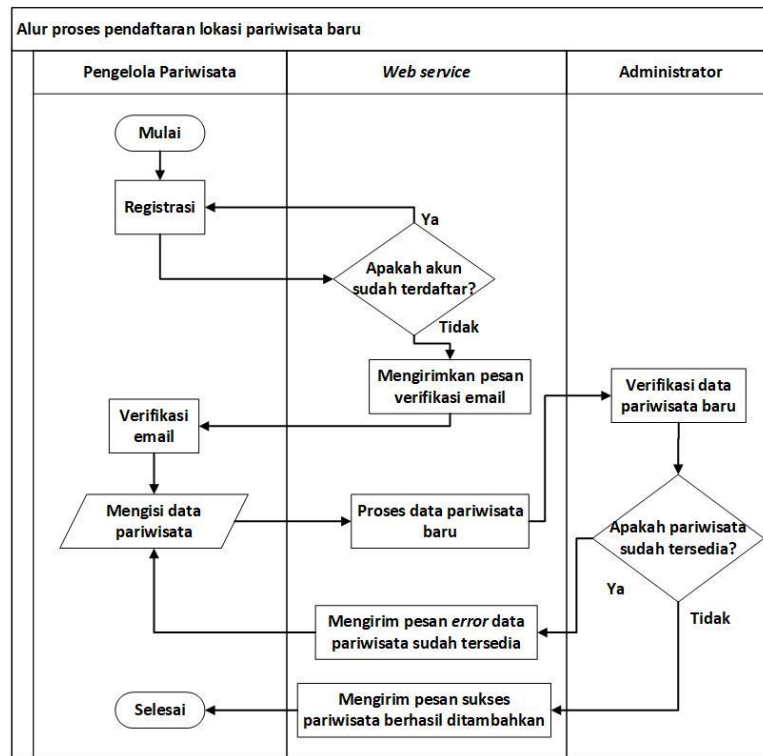 Alur proses pendaftaran lokasi pariwisata baru
Pengelola Pariwisata
Web service
Administrator
Mulai
Registrasi
Ya
Apakah akun
sudah terdaftar?
Tidak
Mengirimkan pesan
verifikasi email
Verifikasi data
pariwisata baru
Verifikasi
email
Mengisi data
pariwisata
Proses data pariwisata
baru
Apakah pariwisata
sudah tersedia?
Ya
Tidak
Mengirim pesan error data
pariwisata sudah tersedia
Mengirim pesan sukses
pariwisata berhasil ditambahkan
Selesai